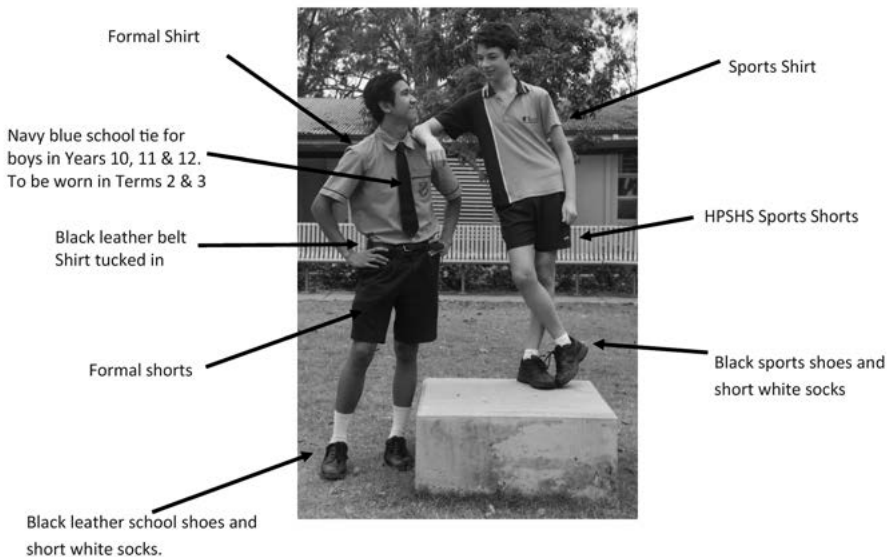 Formal Shirt
Sports Shirt
Navy blue school tie for
boys in Years 10, 11 & 12.
To be worn in Terms 2 & 3
HPSHS Sports Shorts
Black leather belt
Shirt tucked in
Formal shorts
Black sports shoes and
short white socks
Black leather school shoes and
short white socks.